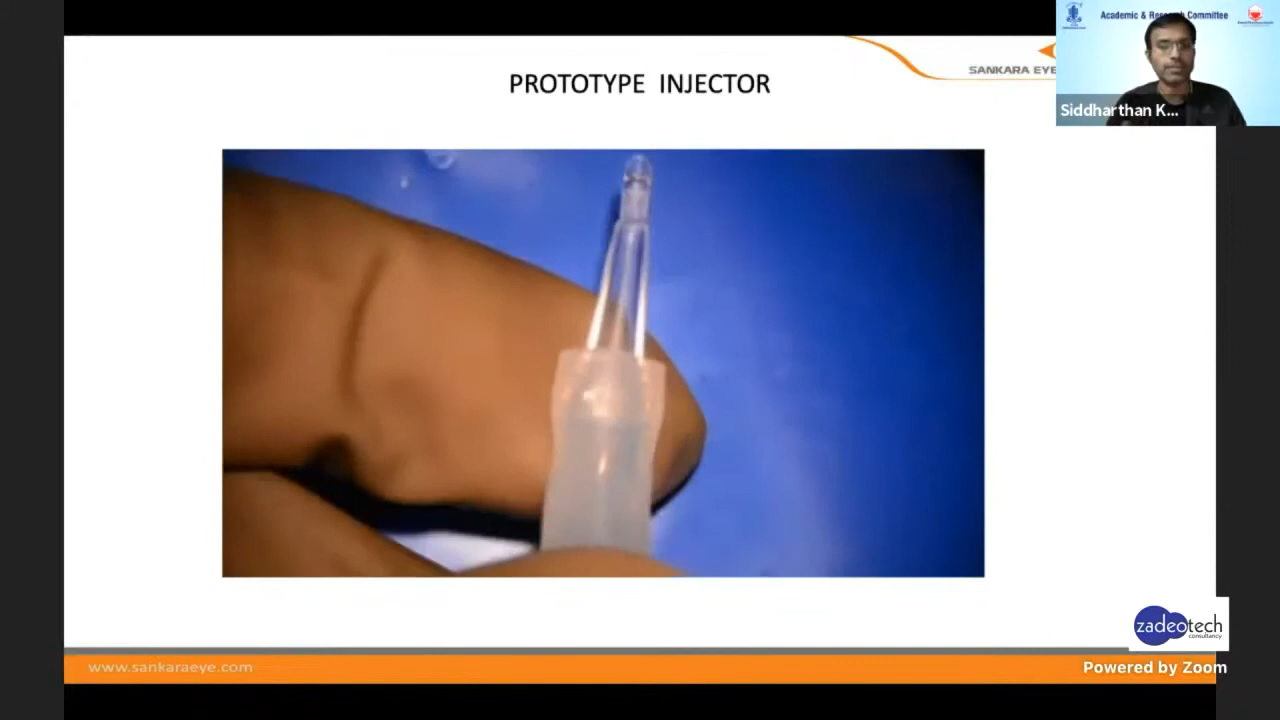 PROTOTYPE INJECTOR
SANKARA EYE
Academic & Research Committee
Siddharthan K...
zadeotech
consultancy
www.sankaraeye.com
Powered by Zoom